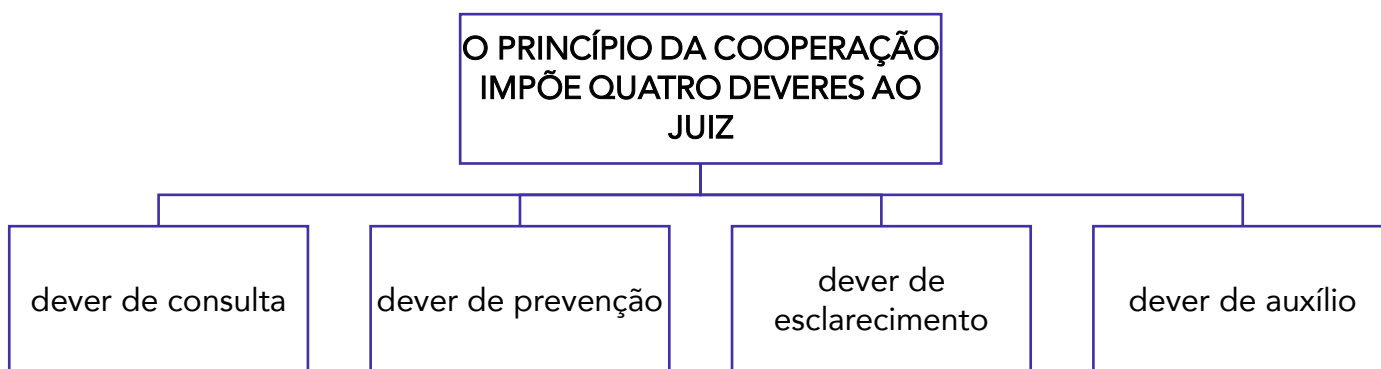 O PRINCÍPIO DA COOPERAÇÃO
IMPÕE QUATRO DEVERES AO
JUIZ
dever de consulta
dever de prevenção
dever de
esclarecimento
dever de auxílio